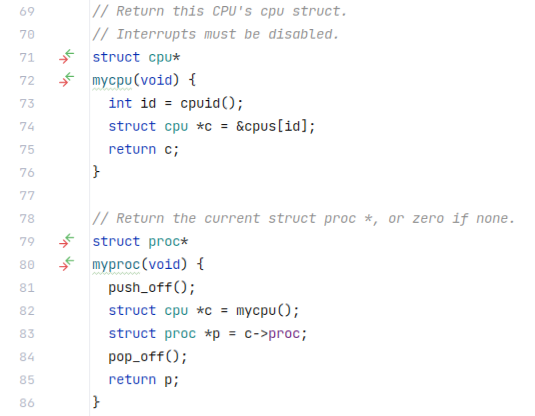 69 // Return this CPU's cpu struct.
70 // Interrupts must be disabled.
71 struct cpu*
72 mycpu(void) {
73   int id = cpuid();
74   struct cpu *c = &cpus[id];
75   return c;
76 }
77
78 // Return the current struct proc *, or zero if none.
79 struct proc*
80 myproc(void) {
81   push_off();
82   struct cpu *c = mycpu();
83   struct proc *p = c->proc;
84   pop_off();
85   return p;
86 }